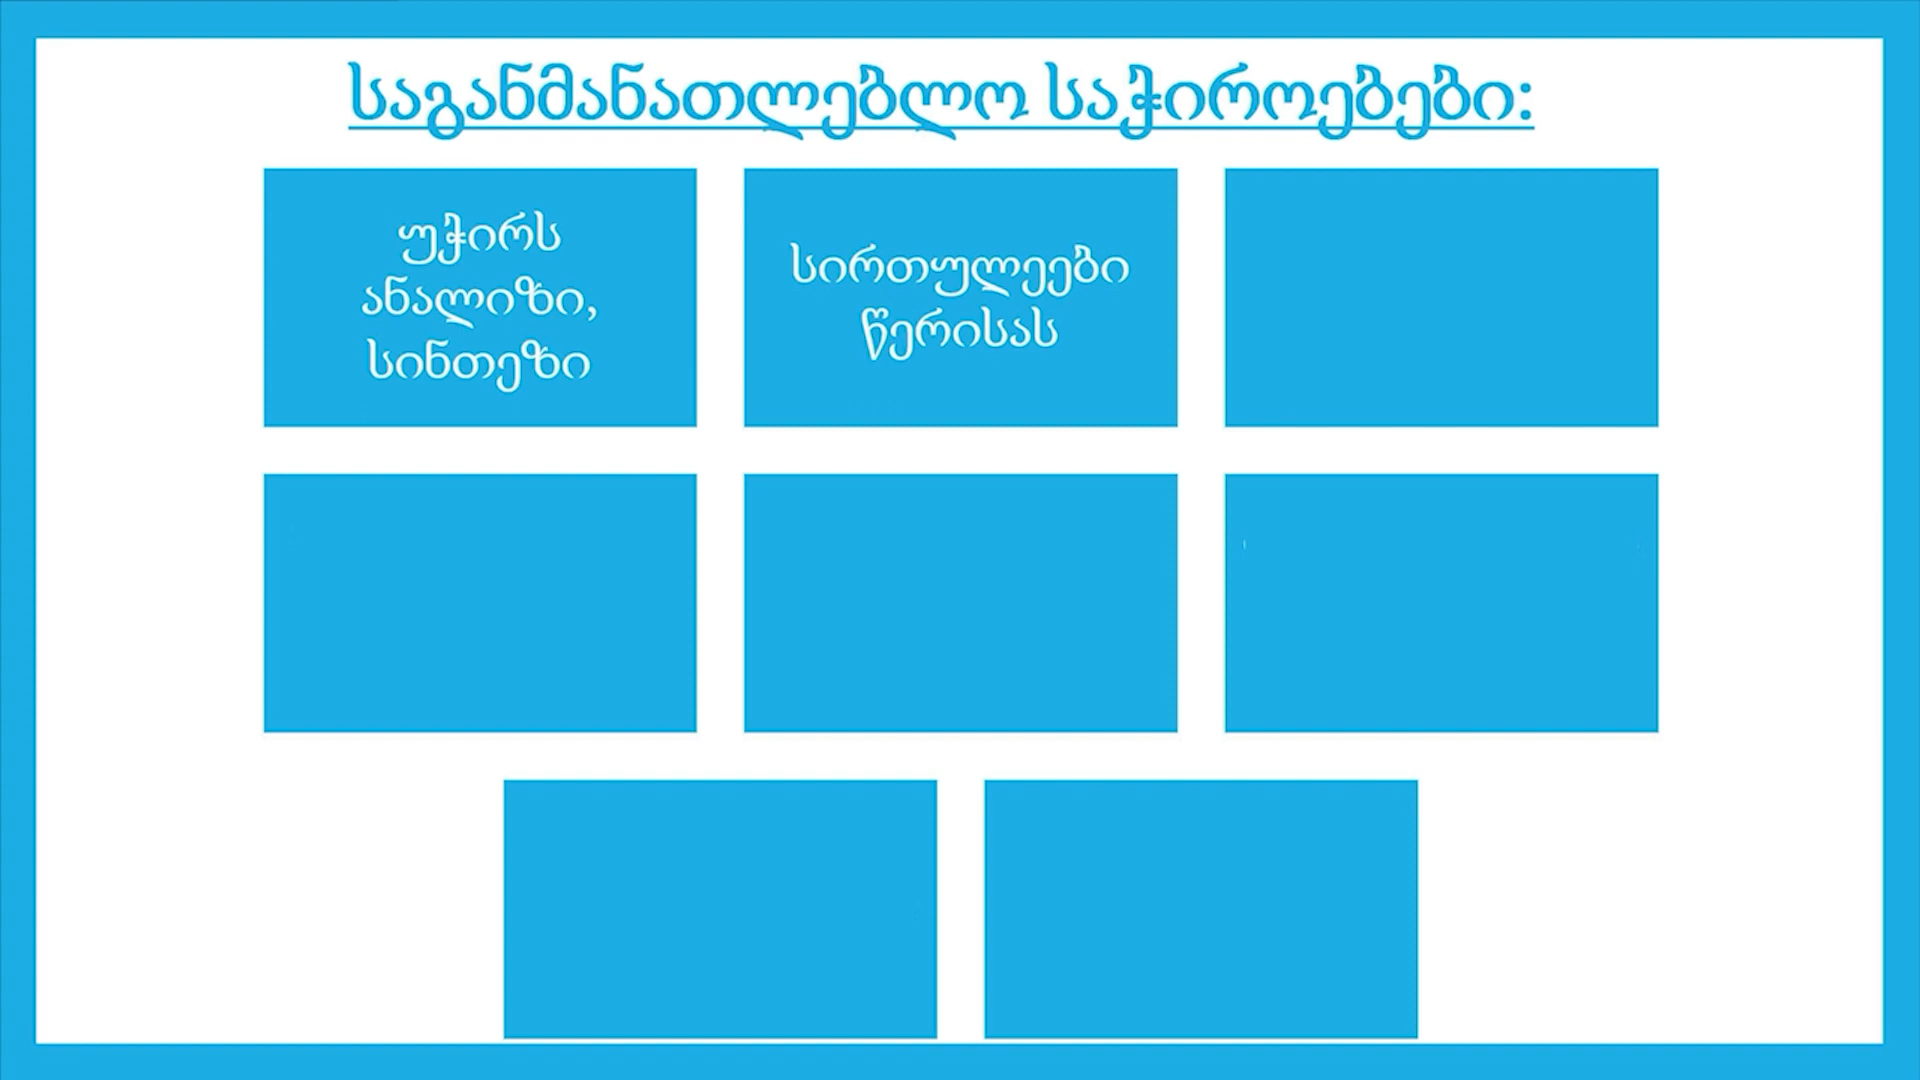 საგანმანათლებლო საჭიროებები:
უჭირს
ანალიზი,
სინთეზი
სირთულეები
წერისას